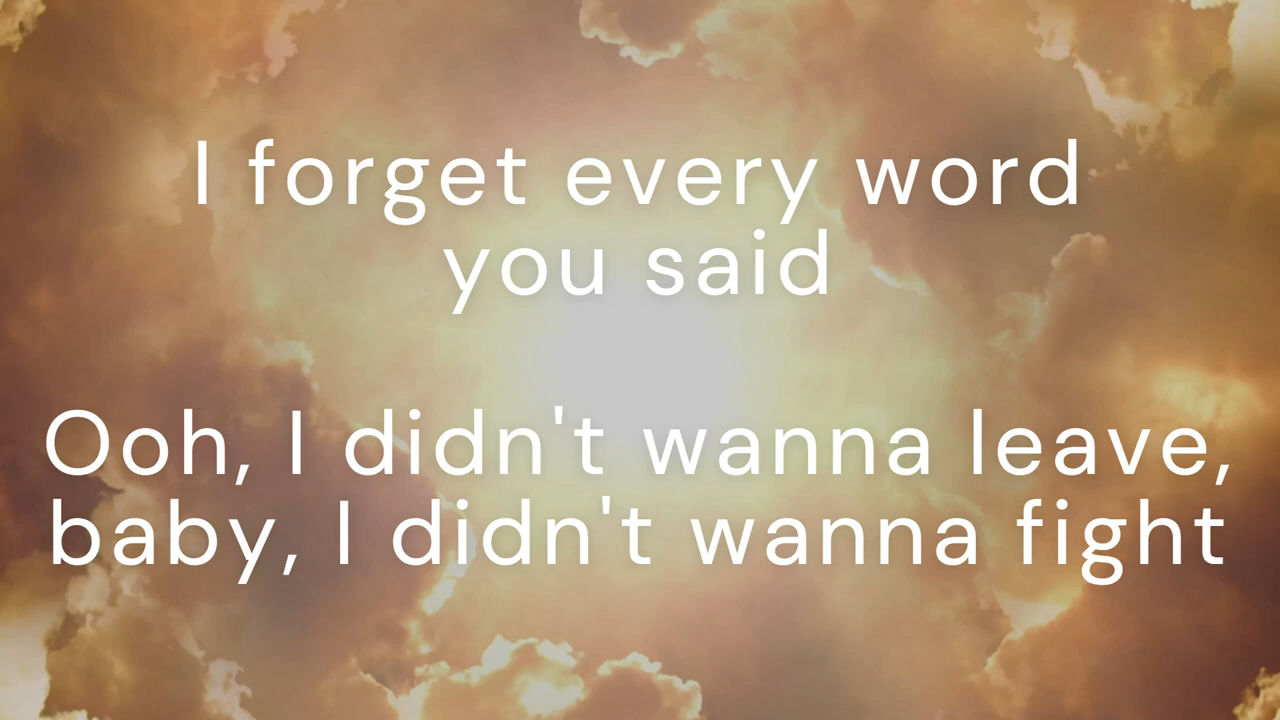 I forget every word
you said
Ooh, I didn't wanna leave,
baby, I didn't wanna fight